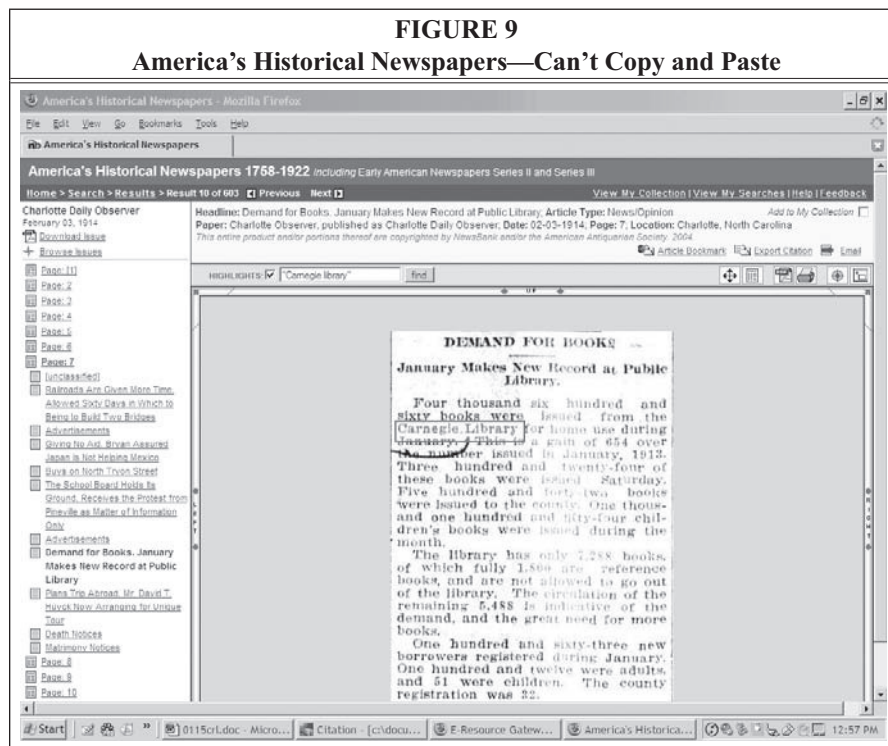 FIGURE 9
America's Historical Newspapers—Can't Copy and Paste
America's Historical Newspapers - Mozilla Firefox
File Edit View Go Bookmarks Tools Help
America's Historical Newspapers
America's Historical Newspapers 1758-1922 including Early American Newspapers Series II and Series III
Home > Search > Results > Result 10 of 603 Previous Next
View My Collection | View My Searches | Help | Feedback
Charlotte Daily Observer
February 03, 1914
Download Issue
Browse Issues
Page: [1]
Page: 2
Page: 3
Page: 4
Page: 5
Page: 6
Page: 7
[unclassified]
Railroads Are Given More Time.
Allowed Sixty Days in Which to
Being to Build Two Bridges
Advertisements
Giving No Aid. Bryan Assured
Japan Is Not Helping Mexico
Buys on North Tryon Street
The School Board Holds Its
Ground. Receives the Protest from
Pineville as Matter of Information
Only
Advertisements
Demand for Books. January
Makes New Record at Public
Library
Plans Trip Abroad. Mr. David T.
Huyck Now Arranging for Unique
Tour
Death Notices
Matrimony Notices
Page: 8
Page: 9
Page: 10
Headline: Demand for Books. January Makes New Record at Public Library; Article Type: News/Opinion
Add to My Collection
Paper: Charlotte Observer, published as Charlotte Daily Observer; Date: 02-03-1914; Page: 7; Location: Charlotte, North Carolina
This entire product and/or portions thereof are copyrighted by NewsBank and/or the American Antiquarian Society. 2004.
Article Bookmark Export Citation Email
HIGHLIGHTS: "Carnegie library" find
UP
LEFT
RIGHT
DEMAND FOR BOOKS
January Makes New Record at Public
Library.
Four thousand six hundred and
sixty books were issued from the
Carnegie Library for home use during
January. This is a gain of 654 over
the number issued in January, 1913.
Three hundred and twenty-four of
these books were issued Saturday.
Five hundred and forty-two books
were issued to the county. One thous-
and one hundred and fifty-four chil-
dren's books were issued during the
month.
The library has only 7,288 books,
of which fully 1,800 are reference
books, and are not allowed to go out
of the library. The circulation of the
remaining 5,488 is indicative of the
demand, and the great need for more
books.
One hundred and sixty-three new
borrowers registered during January.
One hundred and twelve were adults,
and 51 were children. The county
registration was 32.
Start » 0115crl.doc - Micro... Citation - [c:\docu... E-Resource Gatew... America's Historica... 12:57 PM